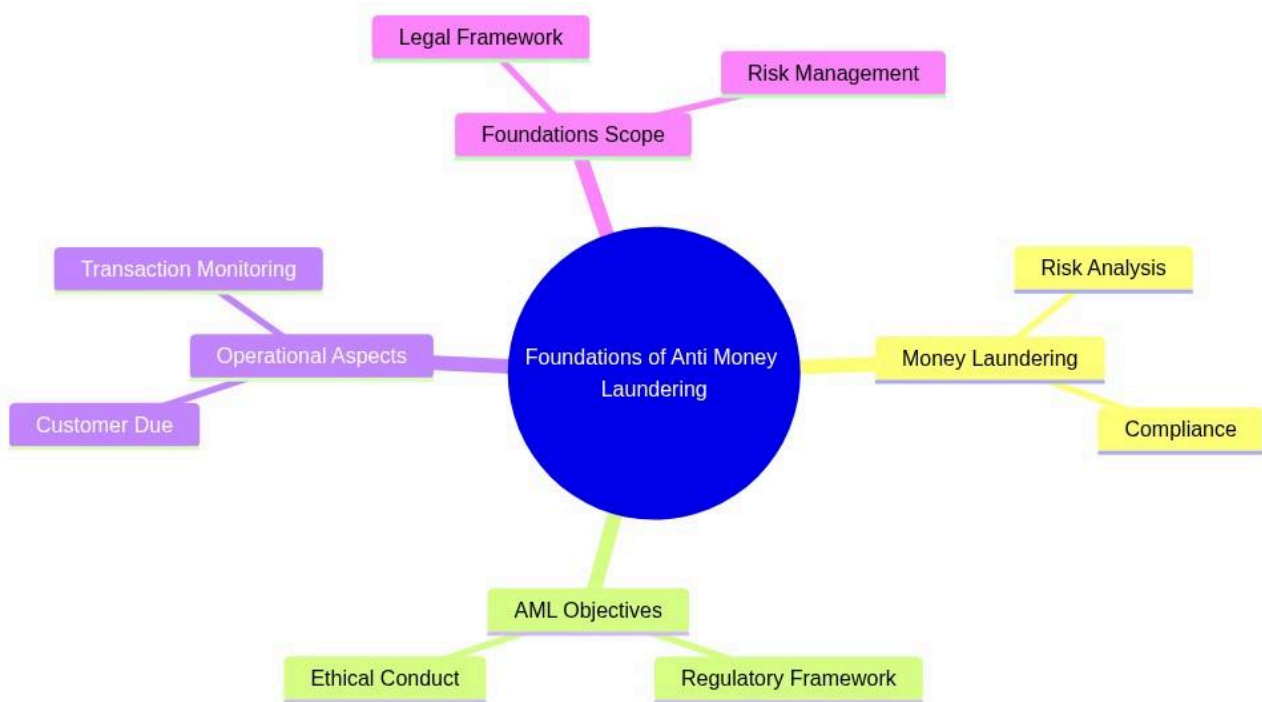 Legal Framework
Risk Management
Foundations Scope
Transaction Monitoring
Operational Aspects
Customer Due
Foundations of Anti Money
Laundering
Risk Analysis
Money Laundering
Compliance
AML Objectives
Ethical Conduct
Regulatory Framework